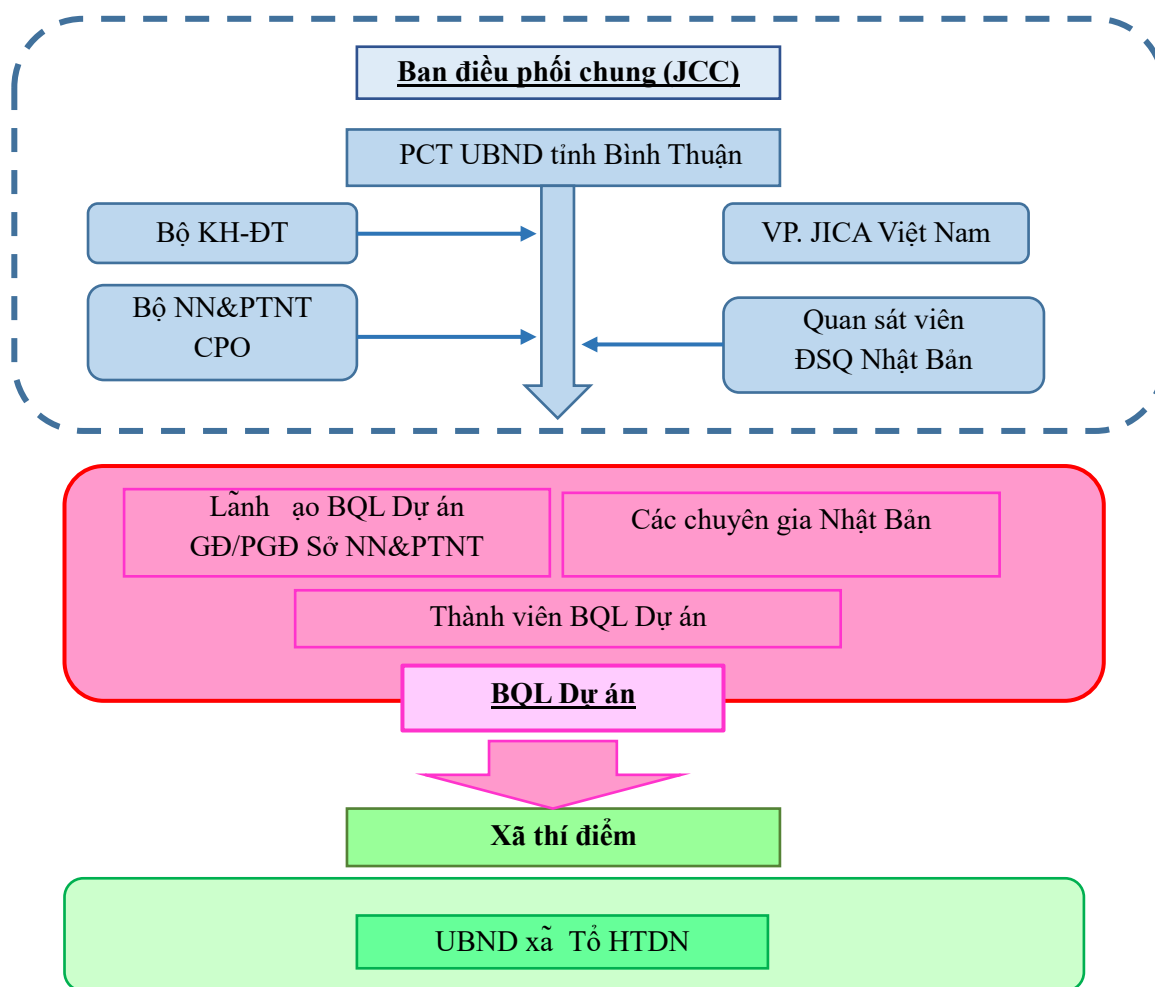 Ban điều phối chung (JCC)
PCT UBND tỉnh Bình Thuận
Bộ KH-ĐT
VP. JICA Việt Nam
Bộ NN&PTNT
CPO
Quan sát viên
ĐSQ Nhật Bản
Lãnh ạo BQL Dự án
GĐ/PGĐ Sở NN&PTNT
Các chuyên gia Nhật Bản
Thành viên BQL Dự án
BQL Dự án
Xã thí điểm
UBND xã Tổ HTDN